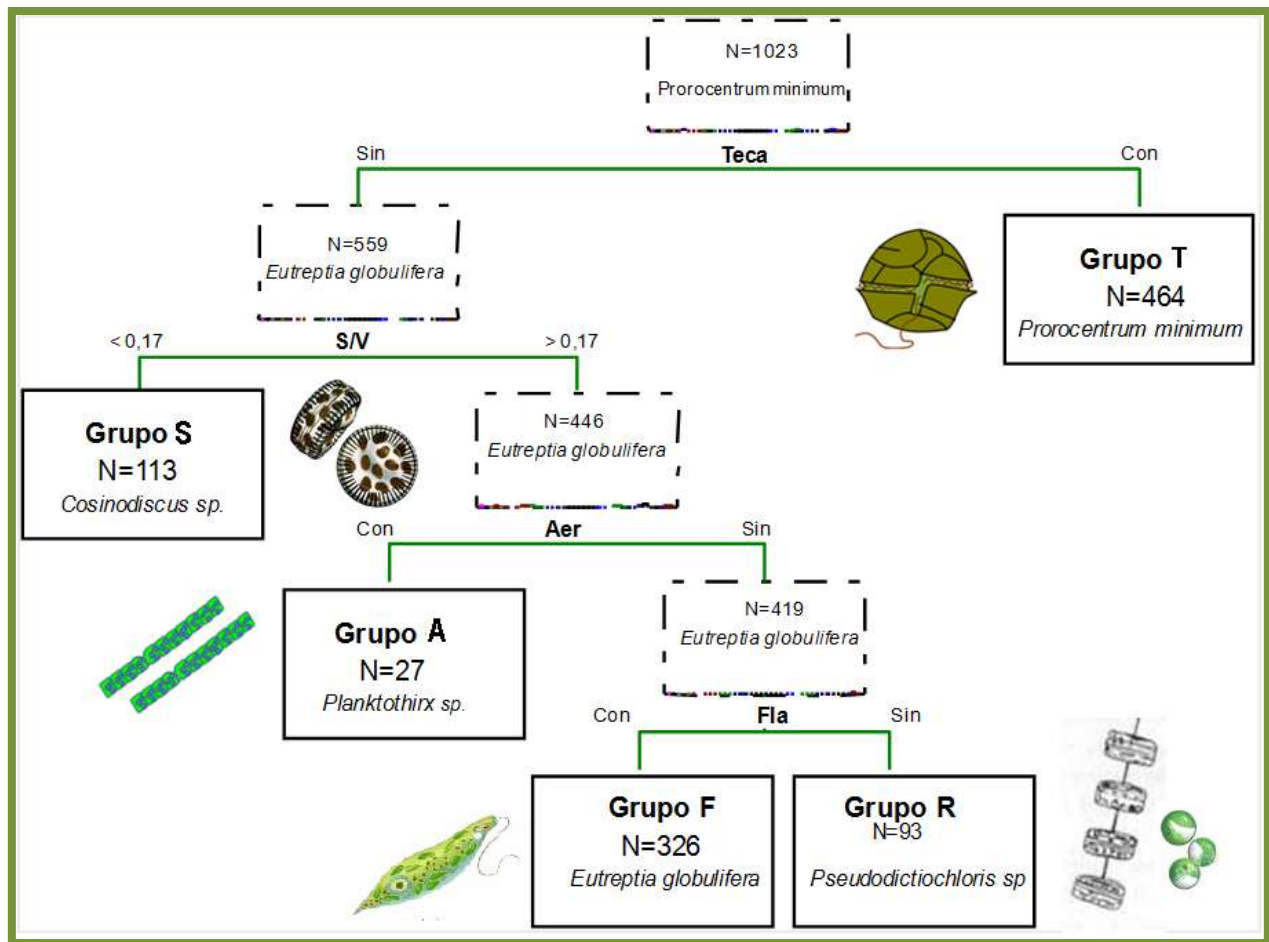 N=1023
Prorocentrum minimum
Sin
Teca
Con
N=559
Eutreptia globulifera
Grupo T
N=464
Prorocentrum minimum
< 0,17
S/V
> 0,17
Grupo S
N=113
Cosinodiscus sp.
N=446
Eutreptia globulifera
Con
Aer
Sin
Grupo A
N=27
Planktothirx sp.
N=419
Eutreptia globulifera
Con
Fla
Sin
Grupo F
N=326
Eutreptia globulifera
Grupo R
N=93
Pseudodictiochloris sp